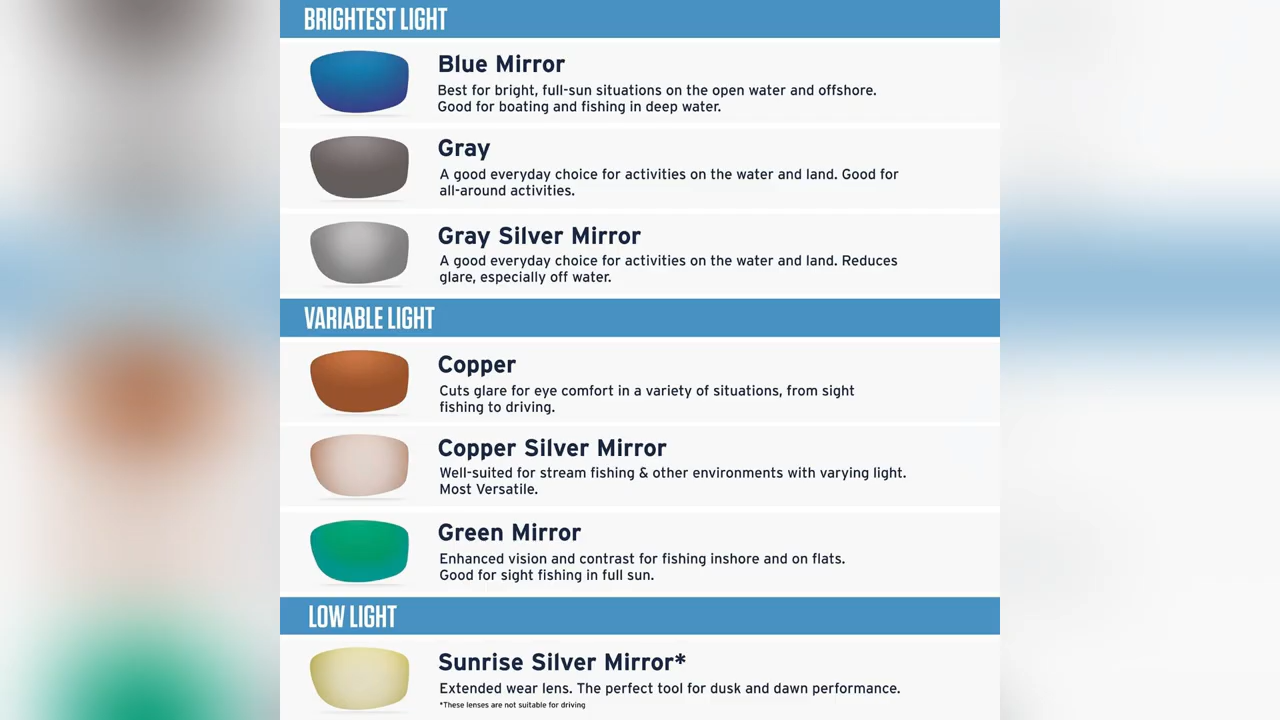 BRIGHTEST LIGHT
Blue Mirror
Best for bright, full-sun situations on the open water and offshore.
Good for boating and fishing in deep water.
Gray
A good everyday choice for activities on the water and land. Good for
all-around activities.
Gray Silver Mirror
A good everyday choice for activities on the water and land. Reduces
glare, especially off water.
VARIABLE LIGHT
Copper
Cuts glare for eye comfort in a variety of situations, from sight
fishing to driving.
Copper Silver Mirror
Well-suited for stream fishing & other environments with varying light.
Most Versatile.
Green Mirror
Enhanced vision and contrast for fishing inshore and on flats.
Good for sight fishing in full sun.
LOW LIGHT
Sunrise Silver Mirror*
Extended wear lens. The perfect tool for dusk and dawn performance.
*These lenses are not suitable for driving